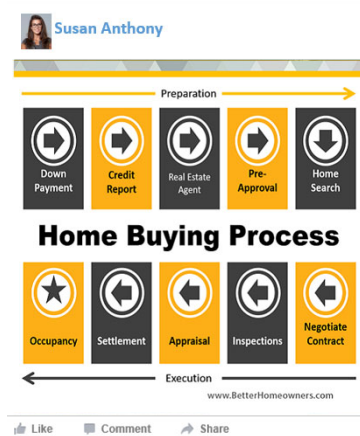 Susan Anthony
Preparation
Down
Payment
Credit
Report
Real Estate
Agent
Pre-
Approval
Home
Search
Home Buying Process
Occupancy
Settlement
Appraisal
Inspections
Negotiate
Contract
Execution
www.BetterHomeowners.com
Like
Comment
Share